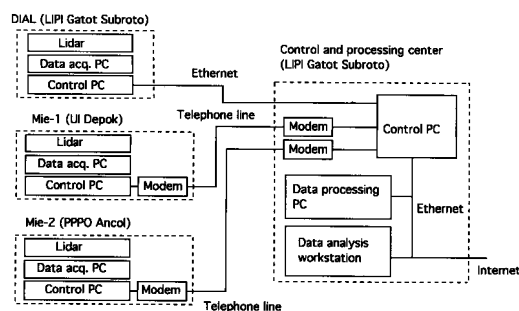 DIAL (LIPI Gatot Subroto)
Lidar
Data acq. PC
Control PC
Ethernet
Control and processing center
(LIPI Gatot Subroto)
Telephone line
Mie-1 (UI Depok)
Lidar
Data acq. PC
Control PC
Modem
Modem
Modem
Control PC
Data processing
PC
Ethernet
Data analysis
workstation
Internet
Mie-2 (PPPO Ancol)
Lidar
Data acq. PC
Control PC
Modem
Telephone line